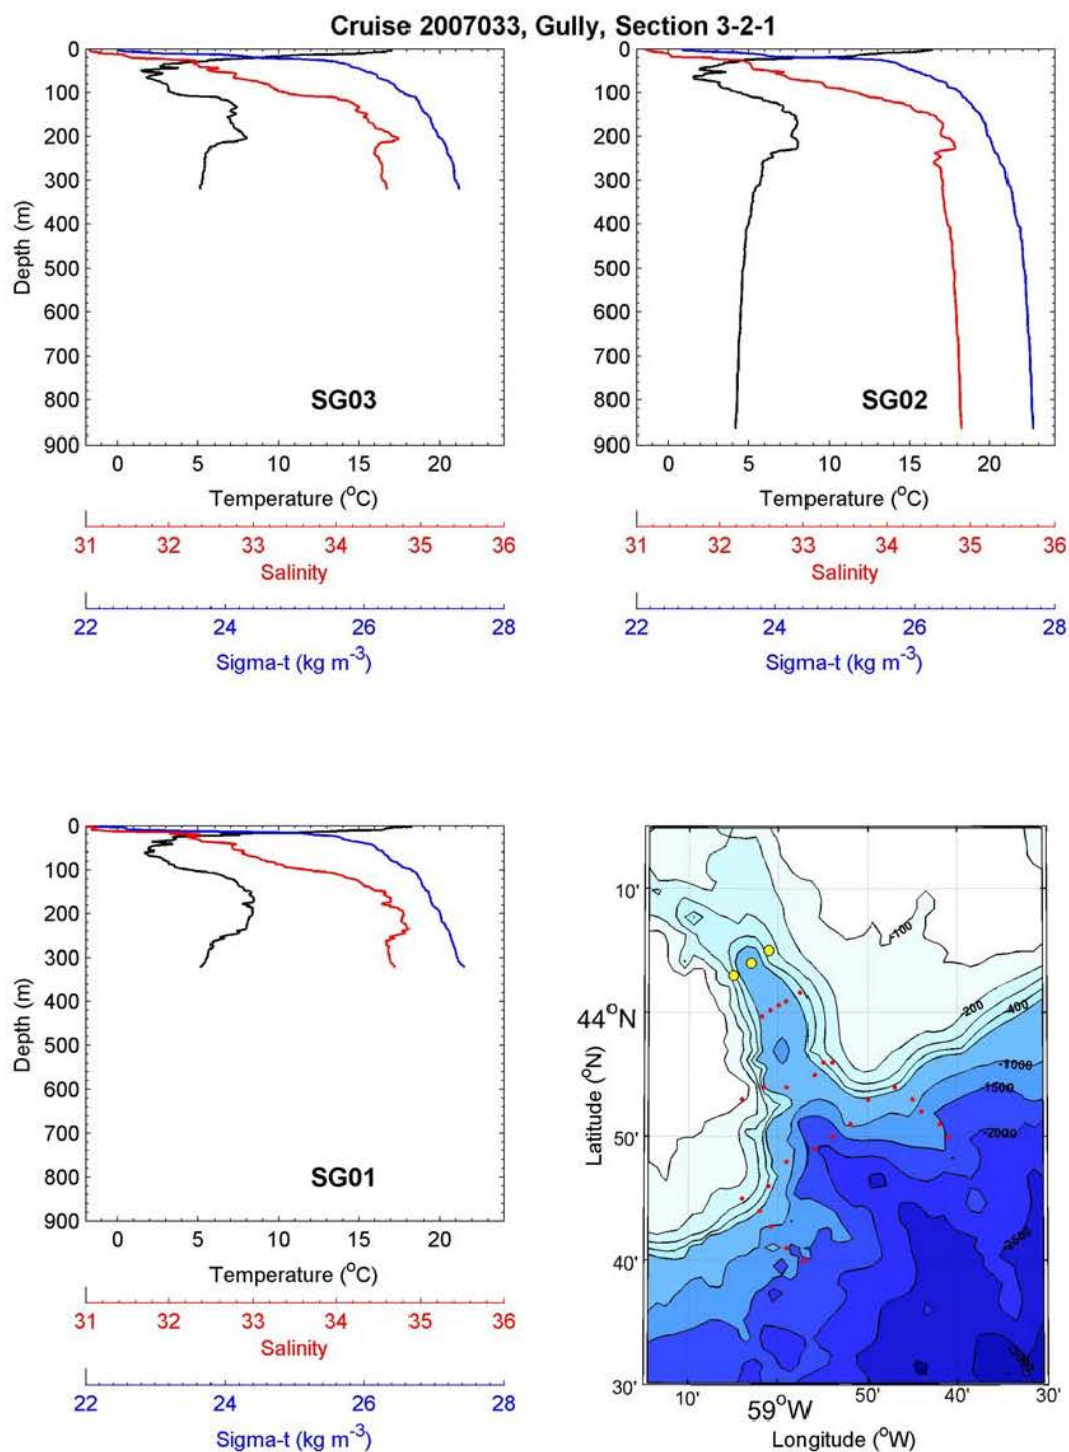 Cruise 2007033, Gully, Section 3-2-1
0
100
200
300
400
500
600
700
800
900
Depth (m)
SG03
0 5 10 15 20
Temperature (°C)
31 32 33 34 35 36
Salinity
22 24 26 28
Sigma-t (kg m⁻³)
0
100
200
300
400
500
600
700
800
900
SG02
0 5 10 15 20
Temperature (°C)
31 32 33 34 35 36
Salinity
22 24 26 28
Sigma-t (kg m⁻³)
0
100
200
300
400
500
600
700
800
900
Depth (m)
SG01
0 5 10 15 20
Temperature (°C)
31 32 33 34 35 36
Salinity
22 24 26 28
Sigma-t (kg m⁻³)
10'
44°N
50'
40'
30'
Latitude (°N)
-100
-200
-400
-1000
-1500
-2000
-2500
-3000
10' 59°W 50' 40' 30'
Longitude (°W)